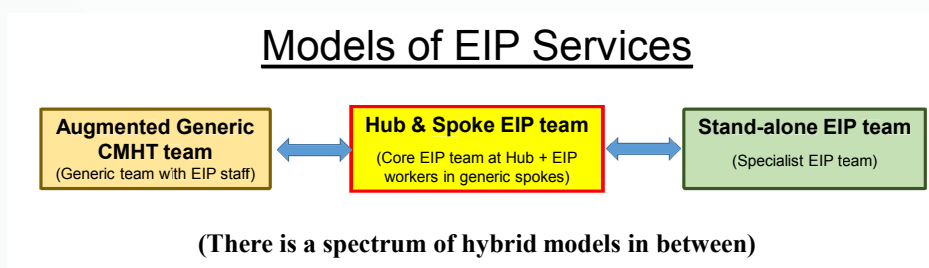 Models of EIP Services
Augmented Generic
CMHT team
(Generic team with EIP staff)
Hub & Spoke EIP team
(Core EIP team at Hub + EIP
workers in generic spokes)
Stand-alone EIP team
(Specialist EIP team)
(There is a spectrum of hybrid models in between)